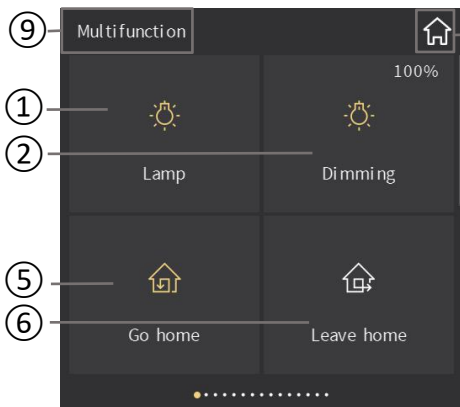 ⑨ Multifunction
100%
①
②
Lamp Dimming
⑤
⑥
Go home Leave home